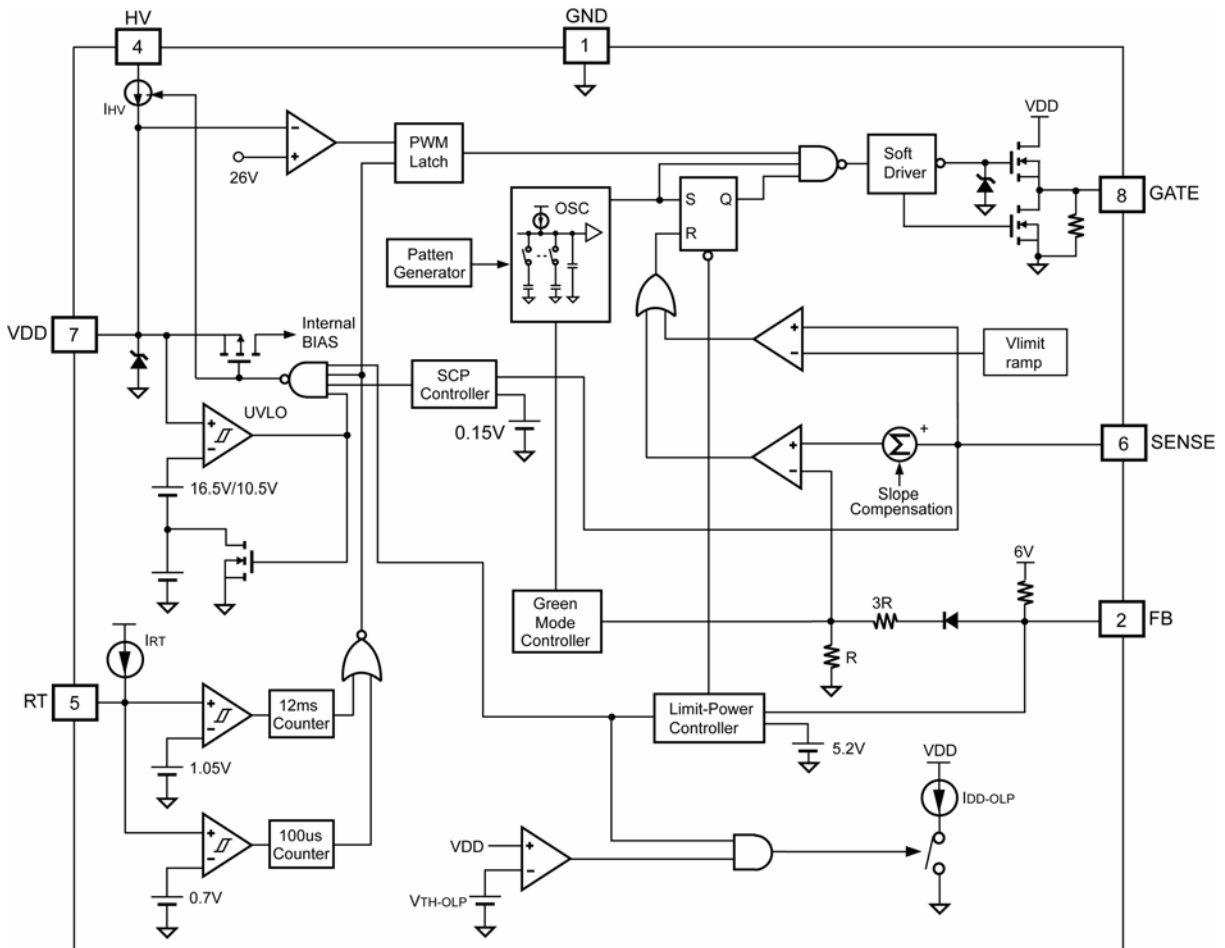 HV
4
GND
1
IHV
26V
PWM
Latch
VDD
Soft
Driver
8
GATE
OSC
S
Q
R
Patten
Generator
VDD
7
Internal
BIAS
Vlimit
ramp
SCP
Controller
UVLO
0.15V
6
SENSE
16.5V/10.5V
Σ
+
Slope
Compensation
6V
Green
Mode
Controller
3R
2
FB
R
IRT
RT
5
12ms
Counter
Limit-Power
Controller
5.2V
1.05V
VDD
IDD-OLP
100us
Counter
VDD
0.7V
VTH-OLP